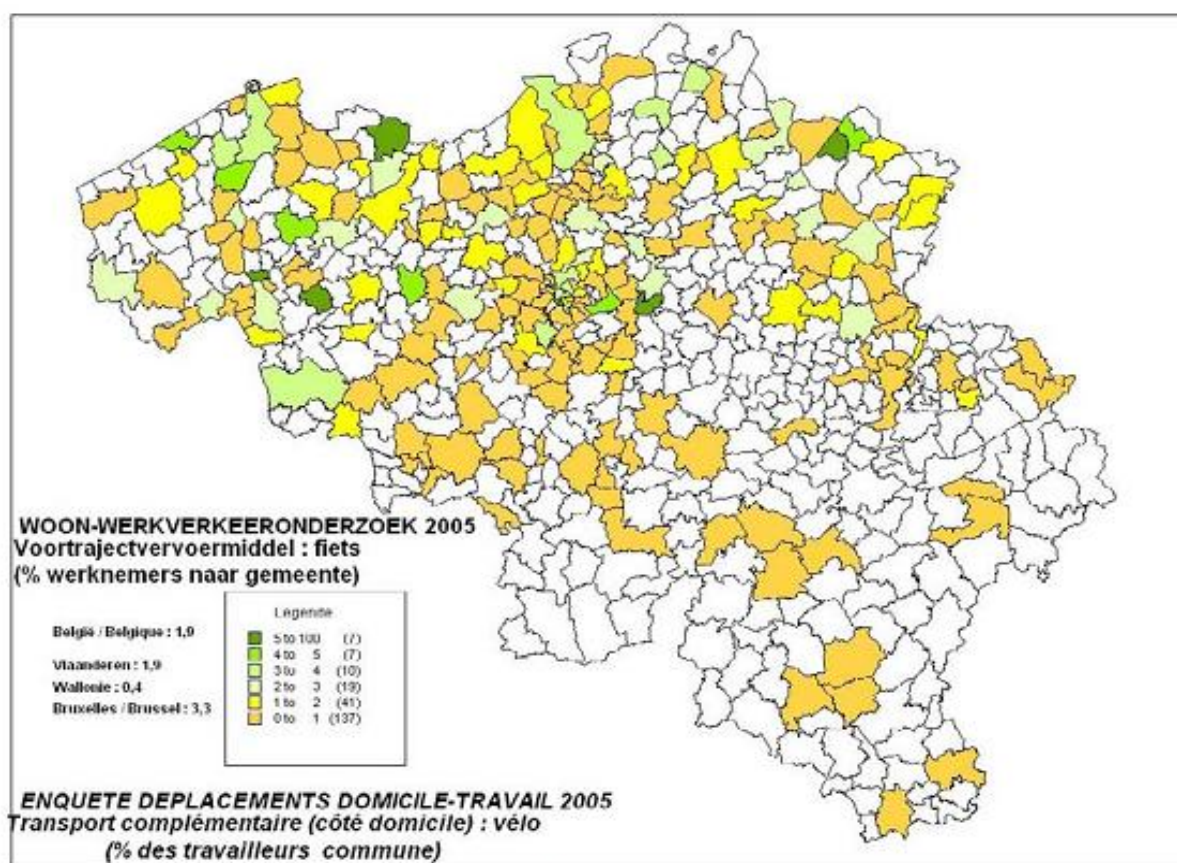 WOON-WERKVERKEERONDERZOEK 2005
Voortrajectvervoermiddel : fiets
(% werknemers naar gemeente)
België / Belgique : 1,9
Vlaanderen : 1,9
Wallonie : 0,4
Bruxelles / Brussel : 3,3
Legende
5 to 100 (7)
4 to 5 (7)
3 to 4 (10)
2 to 3 (19)
1 to 2 (41)
0 to 1 (137)
ENQUETE DEPLACEMENTS DOMICILE-TRAVAIL 2005
Transport complémentaire (côté domicile) : vélo
(% des travailleurs commune)